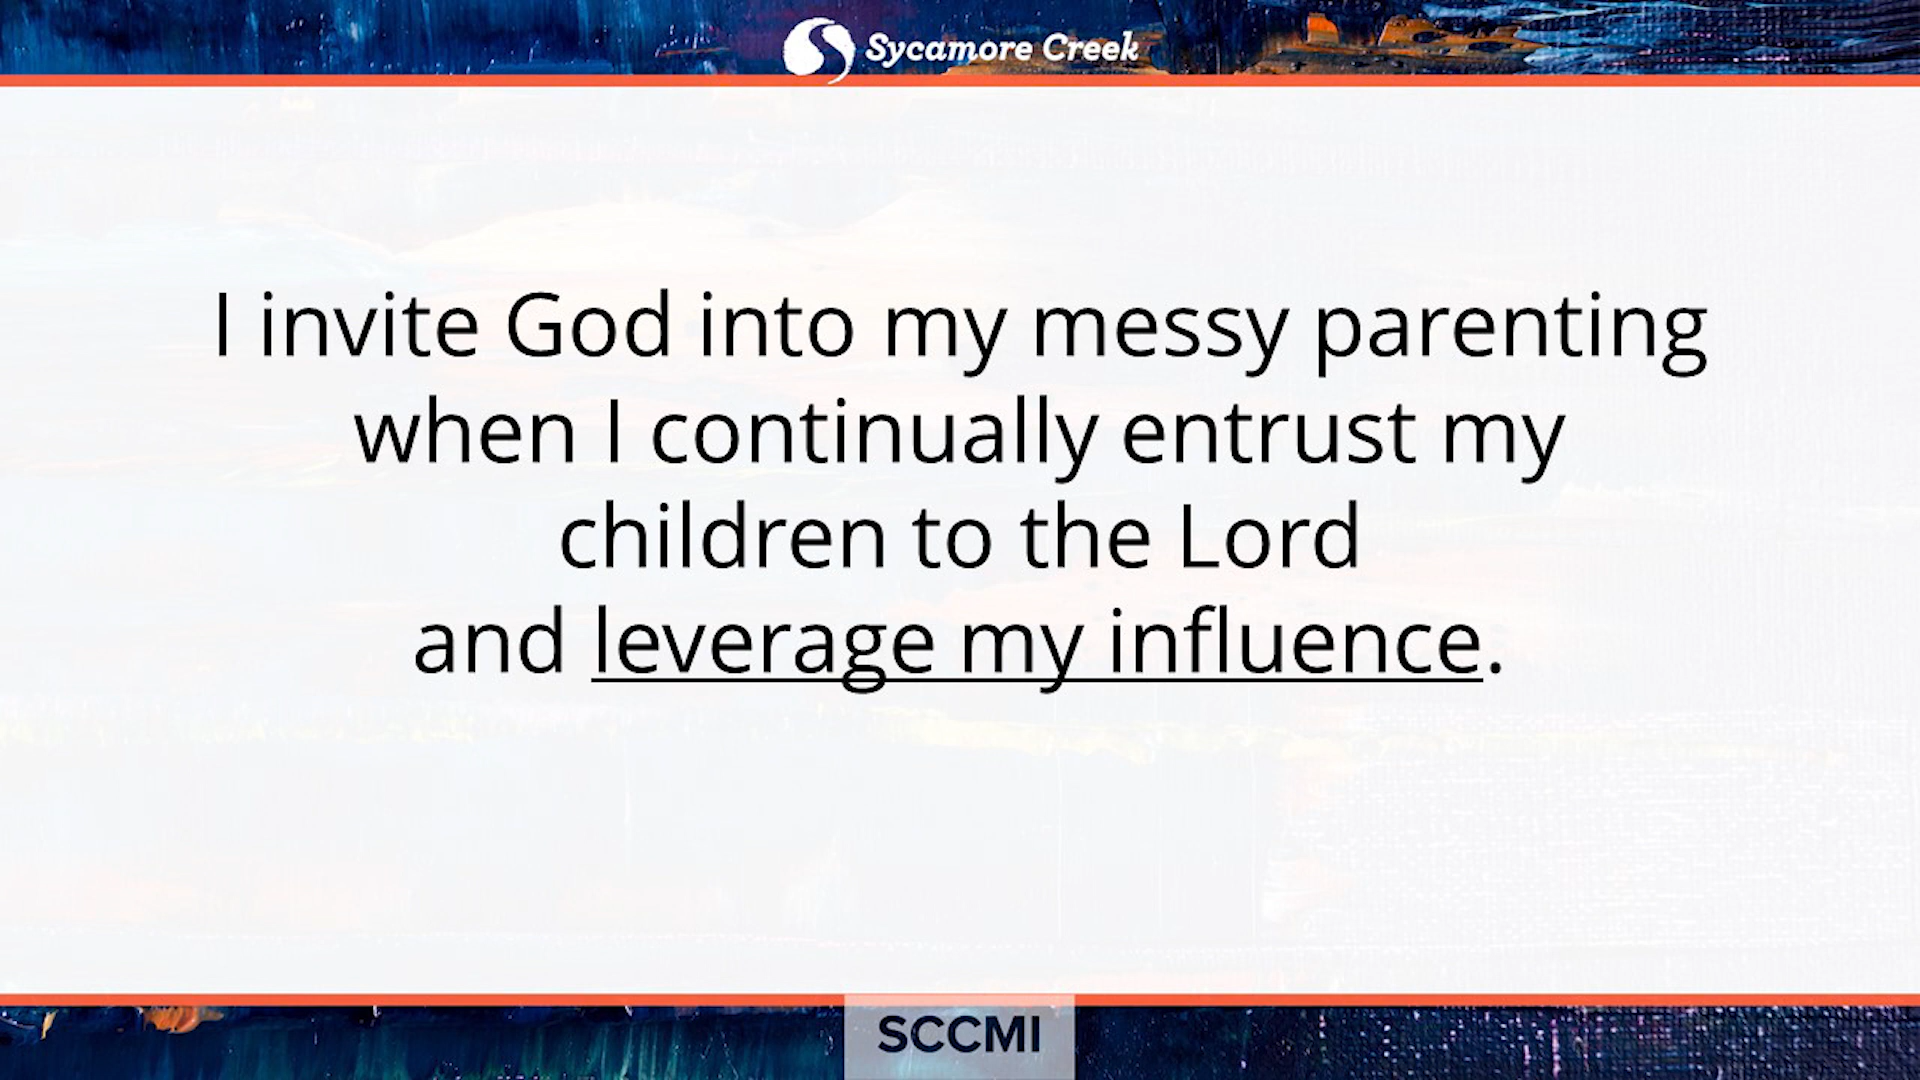 Sycamore Creek
I invite God into my messy parenting
when I continually entrust my
children to the Lord
and leverage my influence.
SCCMI